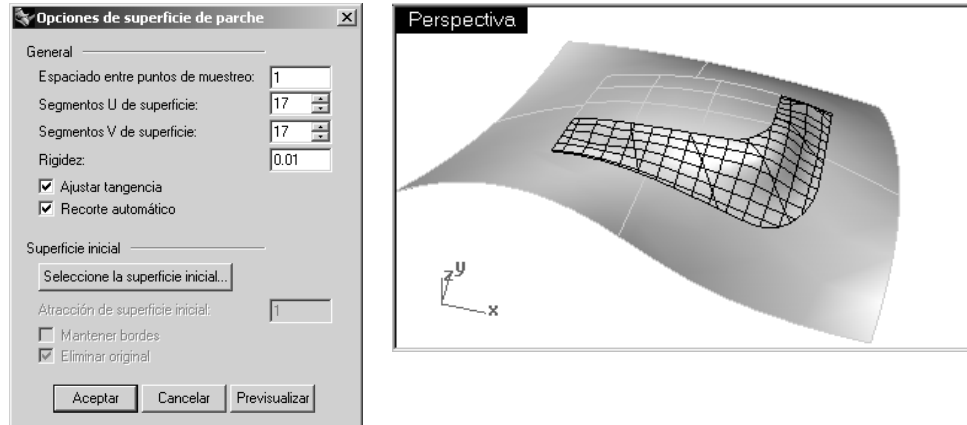 Opciones de superficie de parche
General
Espaciado entre puntos de muestreo: 1
Segmentos U de superficie: 17
Segmentos V de superficie: 17
Rigidez: 0.01
Ajustar tangencia
Recorte automático
Superficie inicial
Seleccione la superficie inicial...
Atracción de superficie inicial: 1
Mantener bordes
Eliminar original
Aceptar Cancelar Previsualizar
Perspectiva
z y
x